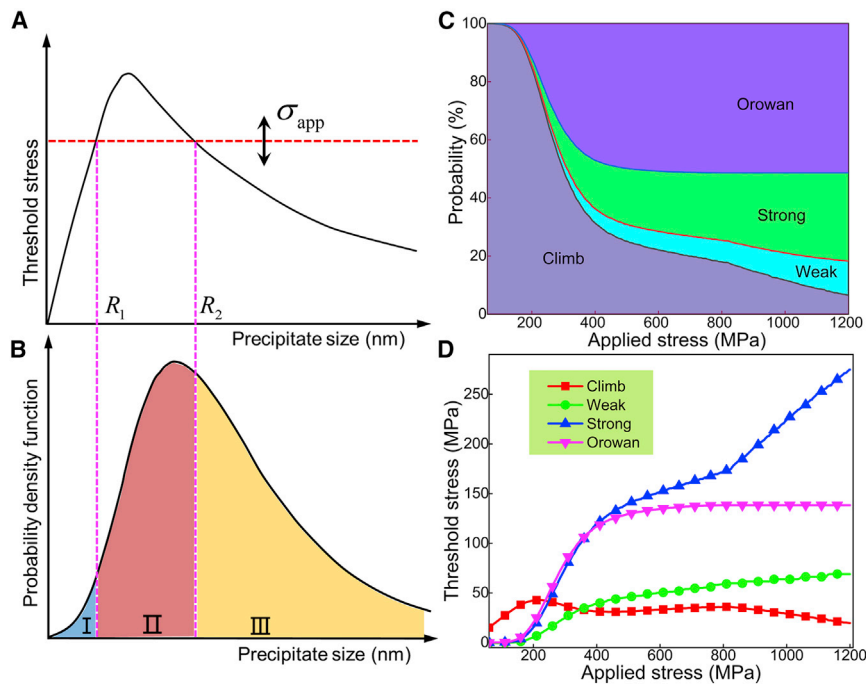 A
Threshold stress
σapp
R1
R2
Precipitate size (nm)
B
Probability density function
I
II
III
Precipitate size (nm)
C
Probability (%)
100
80
60
40
20
0
Orowan
Strong
Weak
Climb
200
400
600
800
1000
1200
Applied stress (MPa)
D
Threshold stress (MPa)
250
200
150
100
50
0
Climb
Weak
Strong
Orowan
200
400
600
800
1000
1200
Applied stress (MPa)